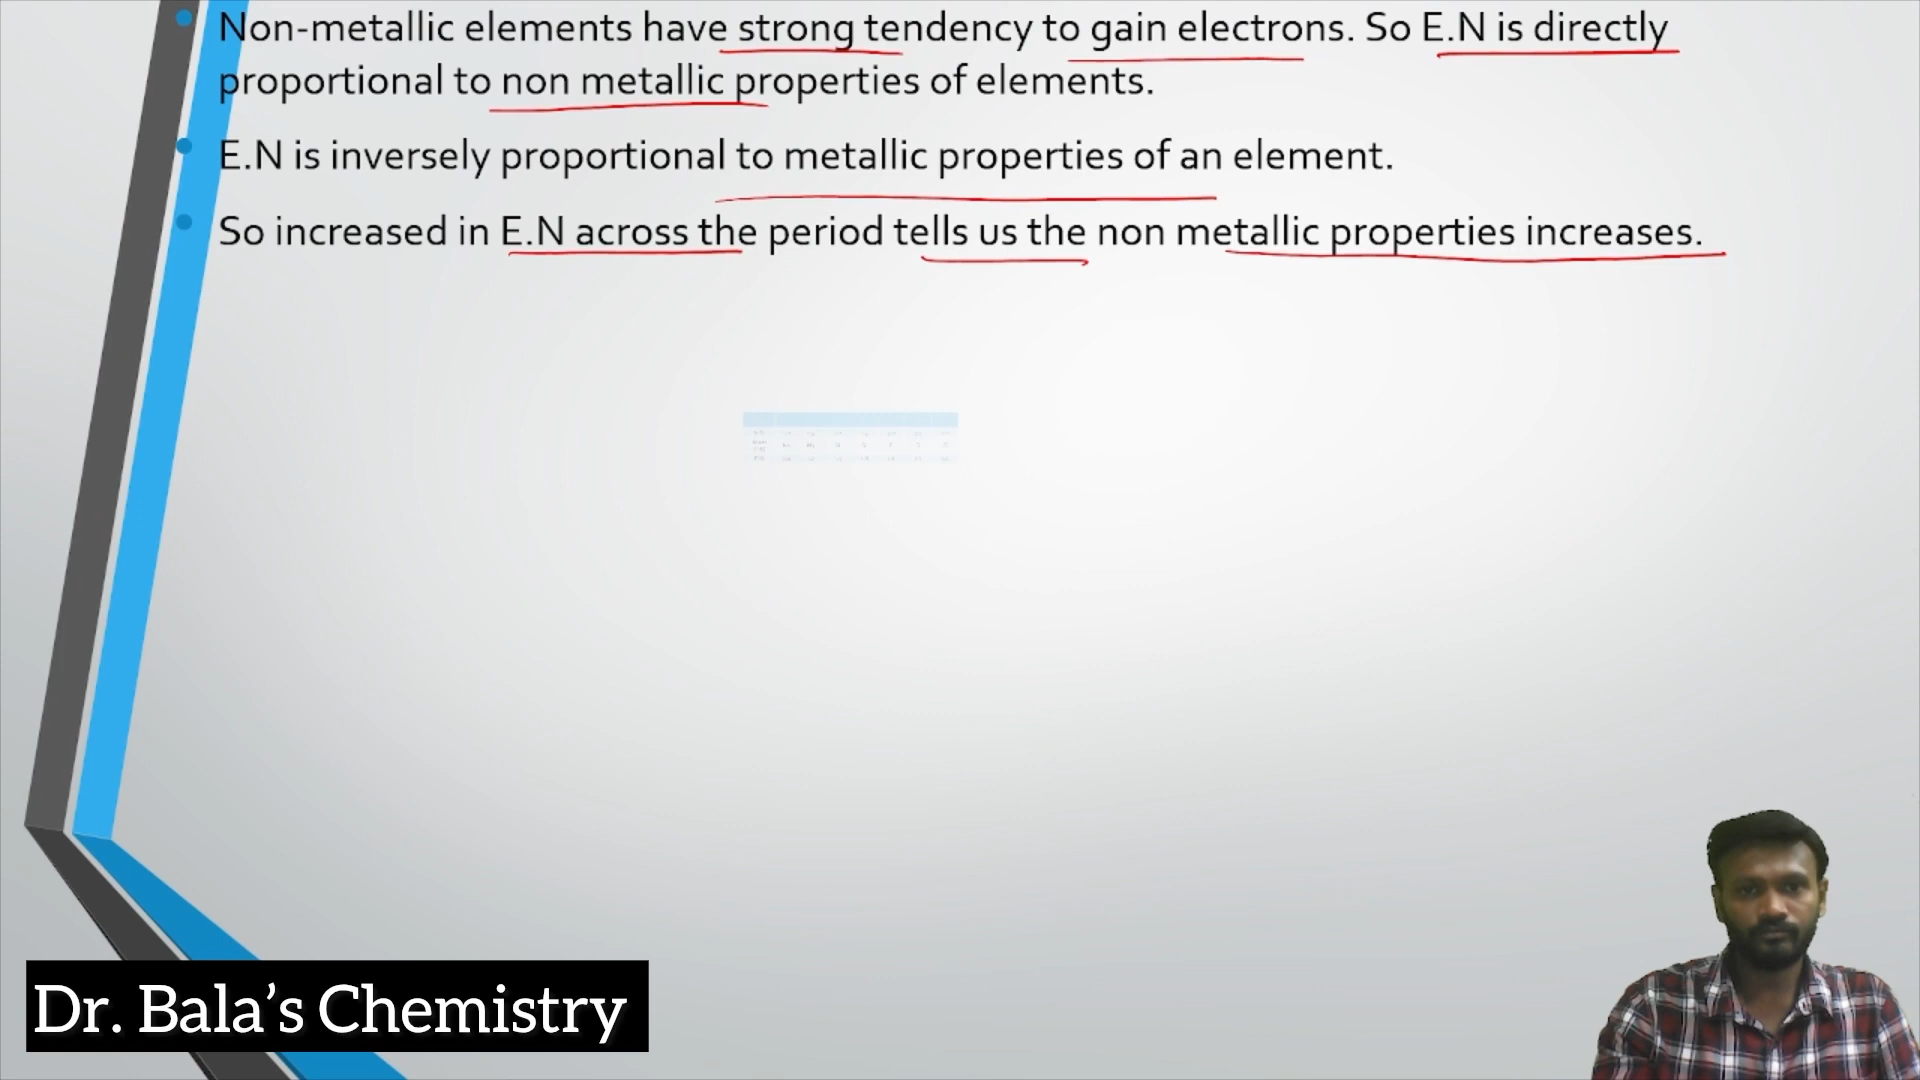 Non-metallic elements have strong tendency to gain electrons. So E.N is directly
proportional to non metallic properties of elements.
E.N is inversely proportional to metallic properties of an element.
So increased in E.N across the period tells us the non metallic properties increases.
Dr. Bala's Chemistry